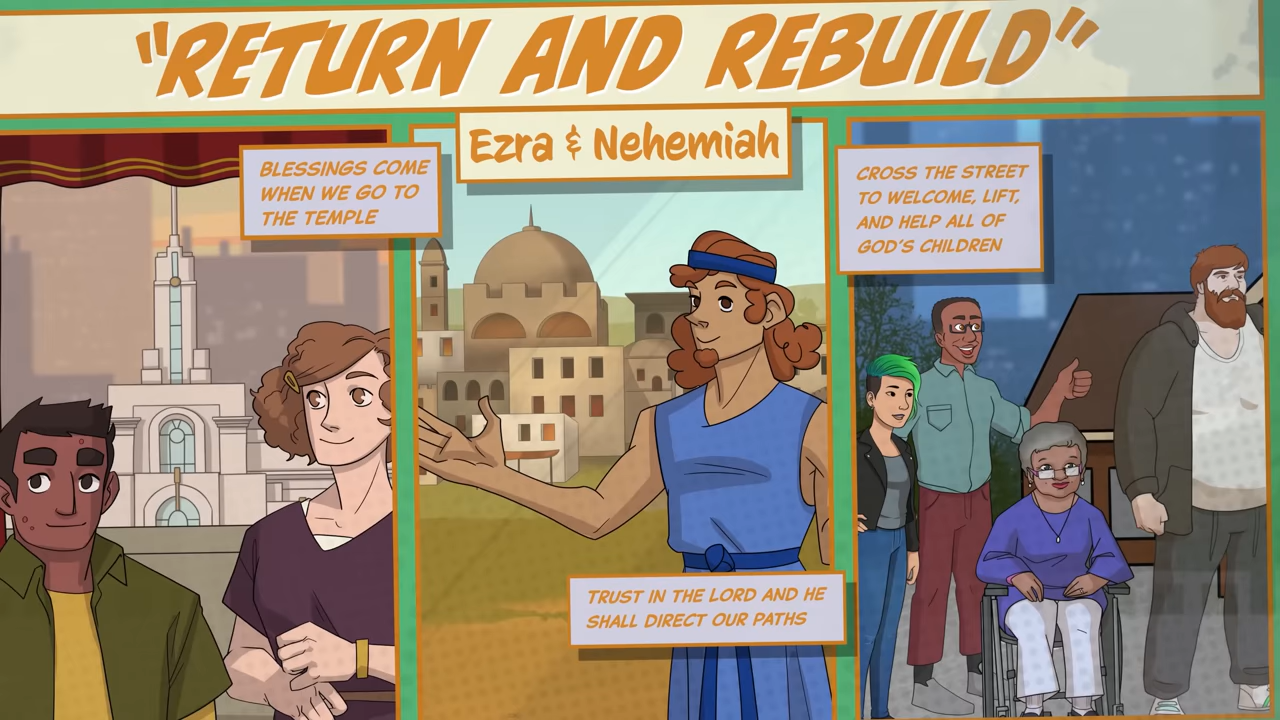 "RETURN AND REBUILD"
Ezra & Nehemiah
BLESSINGS COME
WHEN WE GO TO
THE TEMPLE
TRUST IN THE LORD AND HE
SHALL DIRECT OUR PATHS
CROSS THE STREET
TO WELCOME, LIFT,
AND HELP ALL OF
GOD'S CHILDREN